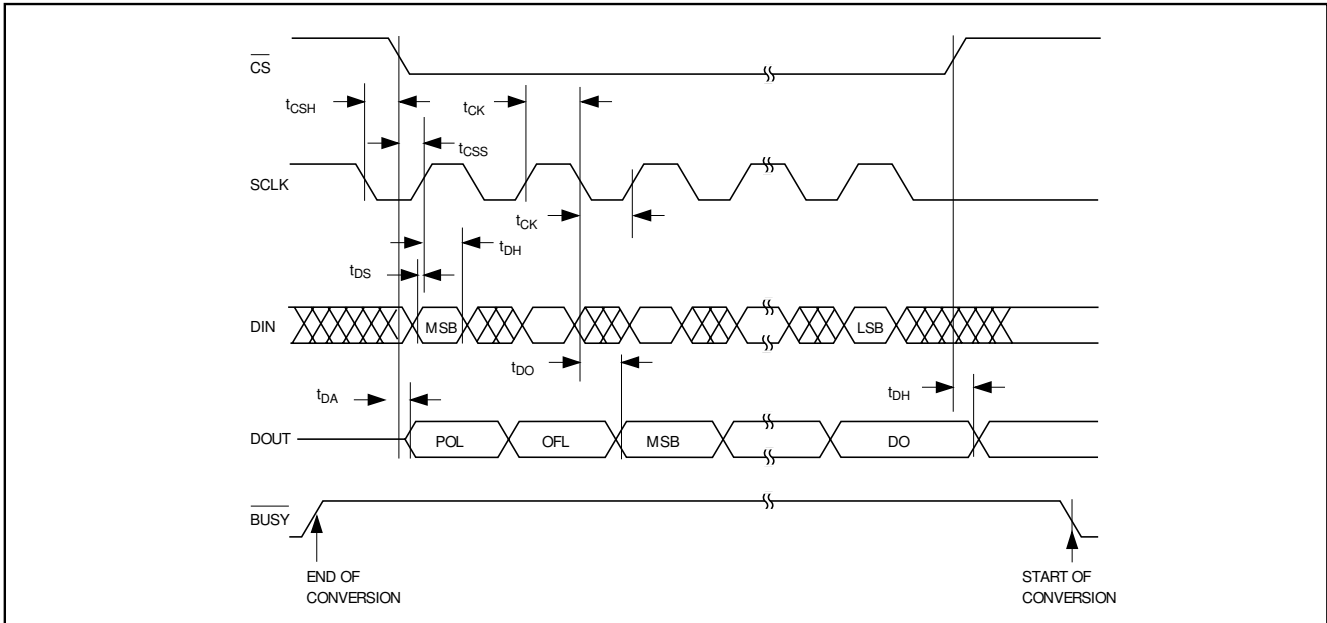 CS
tCSH
tCK
tCSS
SCLK
tCK
tDH
tDS
DIN
MSB
LSB
tDO
tDA
tDH
DOUT
POL
OFL
MSB
DO
BUSY
END OF
CONVERSION
START OF
CONVERSION